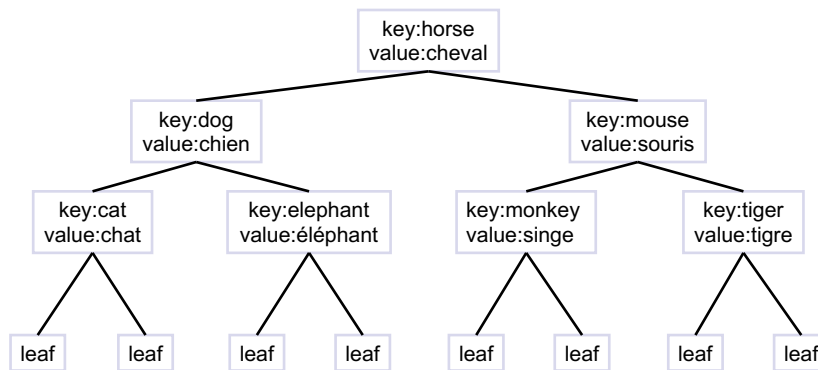 key:horse
value:cheval
key:dog
value:chien
key:mouse
value:souris
key:cat
value:chat
key:elephant
value:éléphant
key:monkey
value:singe
key:tiger
value:tigre
leaf
leaf
leaf
leaf
leaf
leaf
leaf
leaf